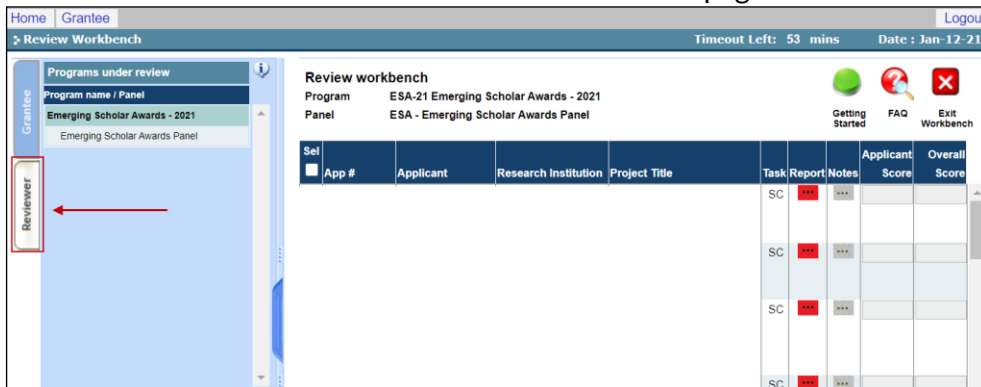 Home Grantee Logou
Review Workbench Timeout Left: 53 mins Date : Jan-12-21
Grantee
Reviewer
Programs under review
Program name / Panel
Emerging Scholar Awards - 2021
Emerging Scholar Awards Panel
Review workbench
Program ESA-21 Emerging Scholar Awards - 2021
Panel ESA - Emerging Scholar Awards Panel
Getting Started
FAQ
Exit Workbench
Sel App # Applicant Research Institution Project Title Task Report Notes Applicant Score Overall Score
SC ... ...
SC ... ...
SC ... ...
SC ... ...